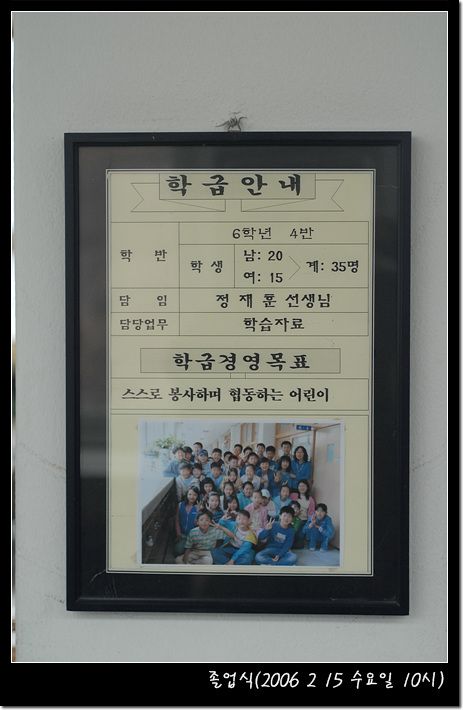 학급안내
학 반 6학년 4반
학생 남: 20 여: 15 계: 35명
담 임 정재훈 선생님
담당업무 학습자료
학급경영목표
스스로 봉사하며 협동하는 어린이
졸업식(2006 2 15 수요일 10시)